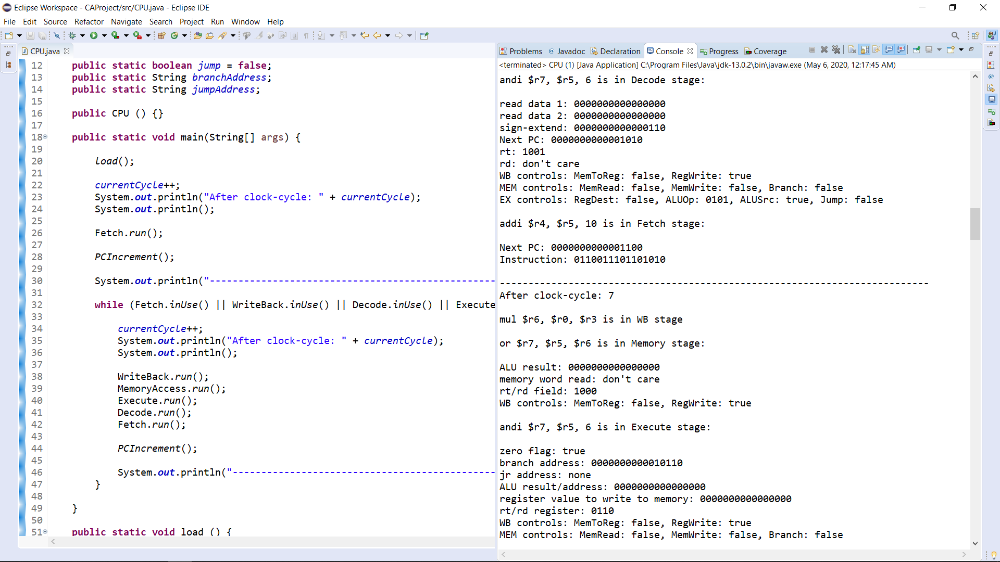 Eclipse Workspace - CAProject/src/CPU.java - Eclipse IDE
File Edit Source Refactor Navigate Search Project Run Window Help
CPU.java
12 public static boolean jump = false;
13 public static String branchAddress;
14 public static String jumpAddress;
15
16 public CPU () {}
17
18 public static void main(String[] args) {
19
20 load();
21
22 currentCycle++;
23 System.out.println("After clock-cycle: " + currentCycle);
24 System.out.println();
25
26 Fetch.run();
27
28 PCIncrement();
29
30 System.out.println("--------------------------------------------------
31
32 while (Fetch.inUse() || WriteBack.inUse() || Decode.inUse() || Execute
33
34 currentCycle++;
35 System.out.println("After clock-cycle: " + currentCycle);
36 System.out.println();
37
38 WriteBack.run();
39 MemoryAccess.run();
40 Execute.run();
41 Decode.run();
42 Fetch.run();
43
44 PCIncrement();
45
46 System.out.println("----------------------------------------------
47 }
48
49 }
50
51 public static void load () {
Problems @ Javadoc Declaration Console Progress Coverage
<terminated> CPU (1) [Java Application] C:\Program Files\Java\jdk-13.0.2\bin\javaw.exe (May 6, 2020, 12:17:45 AM)
andi $r7, $r5, 6 is in Decode stage:
read data 1: 0000000000000000
read data 2: 0000000000000000
sign-extend: 0000000000000110
Next PC: 0000000000001010
rt: 1001
rd: don't care
WB controls: MemToReg: false, RegWrite: true
MEM controls: MemRead: false, MemWrite: false, Branch: false
EX controls: RegDest: false, ALUOp: 0101, ALUSrc: true, Jump: false
addi $r4, $r5, 10 is in Fetch stage:
Next PC: 0000000000001100
Instruction: 0110011101101010
---------------------------------------------------------------------------
After clock-cycle: 7
mul $r6, $r0, $r3 is in WB stage
or $r7, $r5, $r6 is in Memory stage:
ALU result: 0000000000000000
memory word read: don't care
rt/rd field: 1000
WB controls: MemToReg: false, RegWrite: true
andi $r7, $r5, 6 is in Execute stage:
zero flag: true
branch address: 0000000000010110
jr address: none
ALU result/address: 0000000000000000
register value to write to memory: 0000000000000000
rt/rd register: 0110
WB controls: MemToReg: false, RegWrite: true
MEM controls: MemRead: false, MemWrite: false, Branch: false